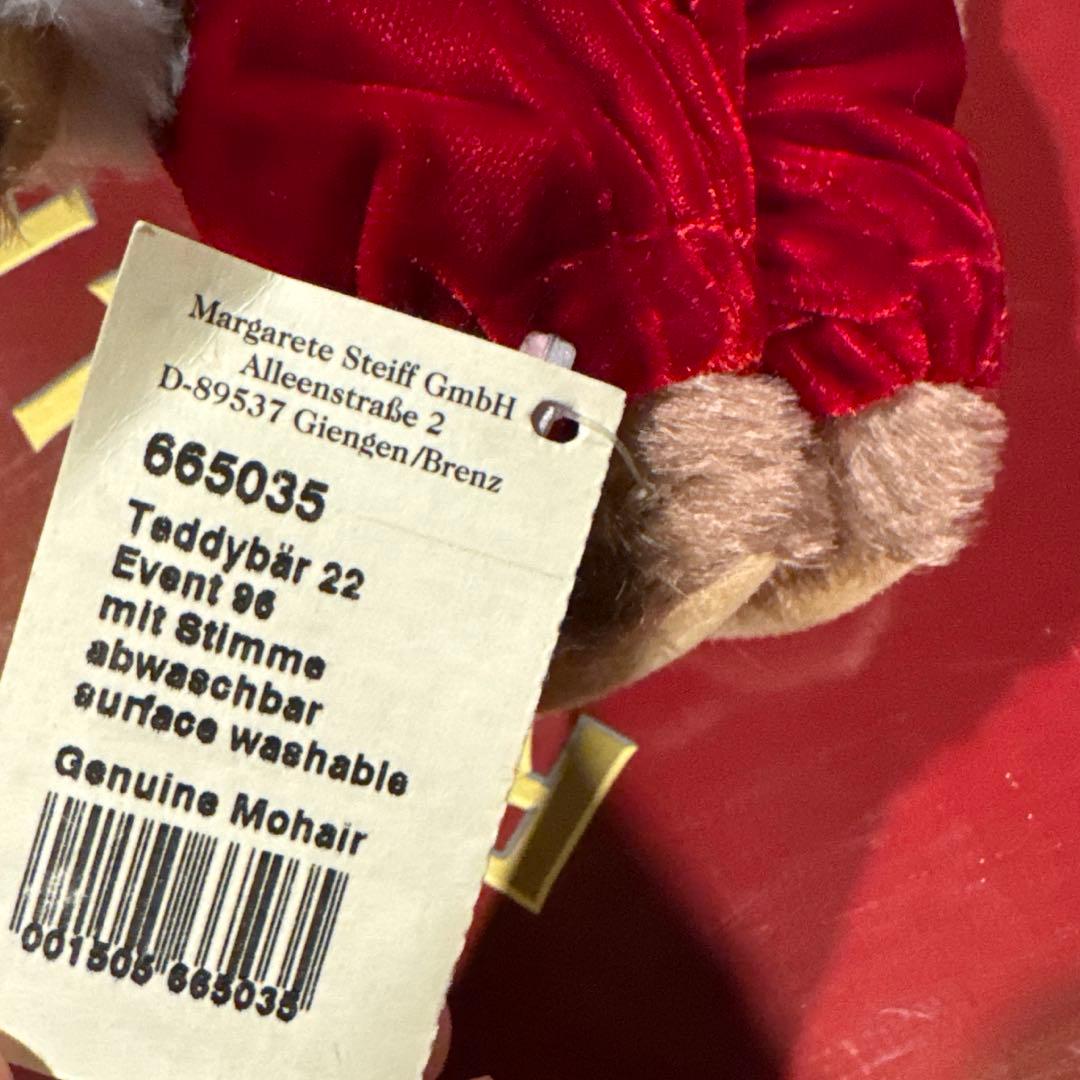 Margarete Steiff GmbH
Alleenstraße 2
D-89537 Giengen/Brenz
665035
Teddybär 22
Event 96
mit Stimme
abwaschbar
surface washable
Genuine Mohair
001505 665035